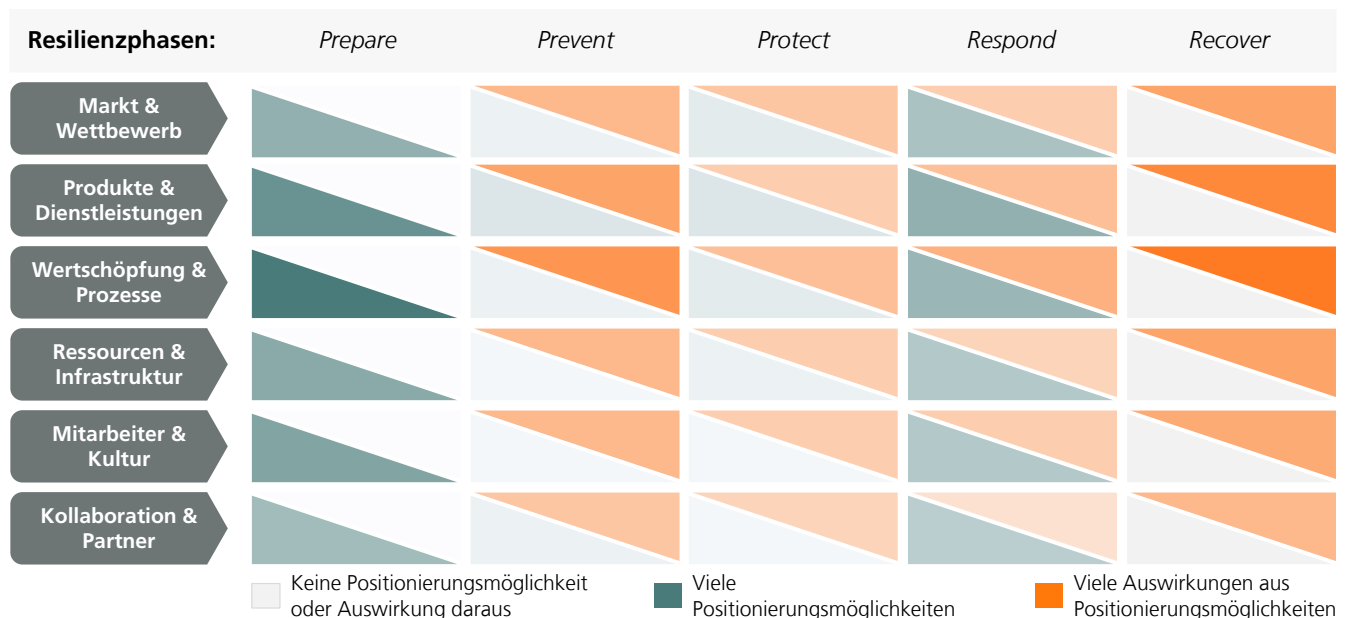 Resilienzphasen: Prepare Prevent Protect Respond Recover
Markt &
Wettbewerb
Produkte &
Dienstleistungen
Wertschöpfung &
Prozesse
Ressourcen &
Infrastruktur
Mitarbeiter &
Kultur
Kollaboration &
Partner
Keine Positionierungsmöglichkeit
oder Auswirkung daraus
Viele
Positionierungsmöglichkeiten
Viele Auswirkungen aus
Positionierungsmöglichkeiten